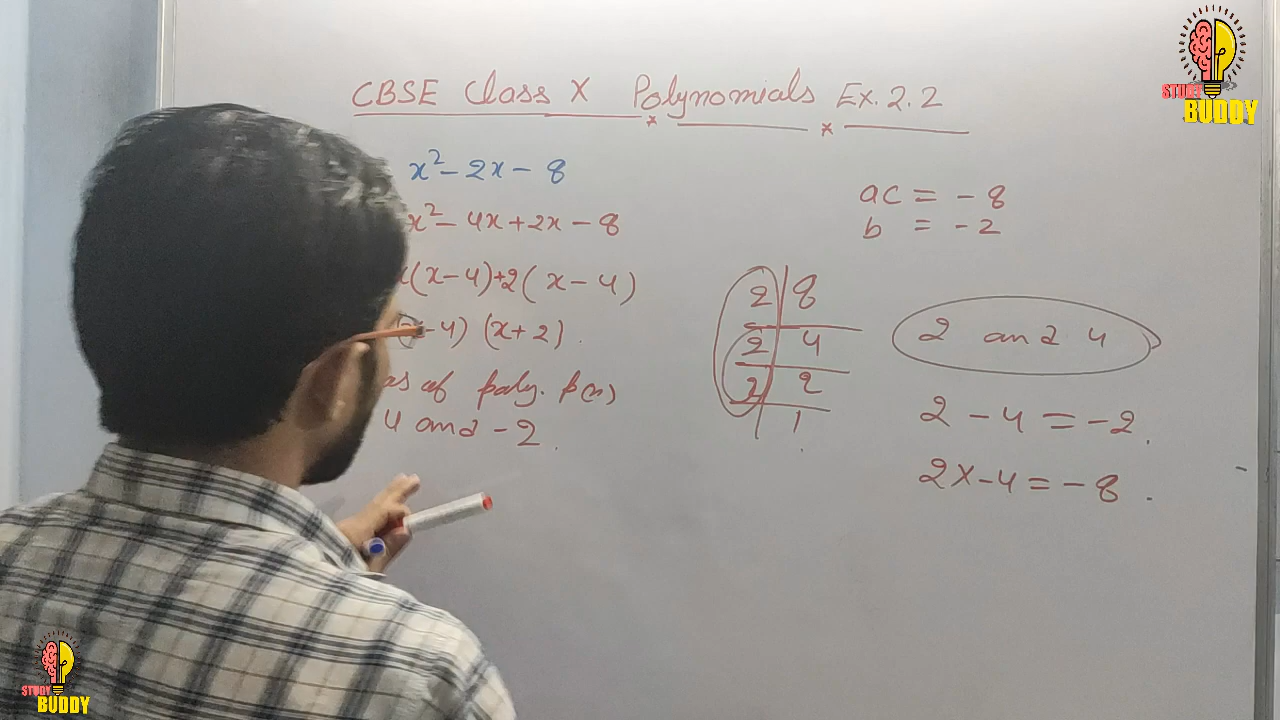 CBSE Class X Polynomials Ex. 2.2
x² - 2x - 8
x² - 4x + 2x - 8
(x - 4) + 2 ( x - 4)
- 4) (x + 2) .
of poly. p(x)
4 and - 2 .
ac = - 8
b = - 2
2 | 8
2 | 4
2 | 2
1
2 and 4
2 - 4 = - 2 .
2 x - 4 = - 8 .
STUDY
BUDDY
STUDY
BUDDY